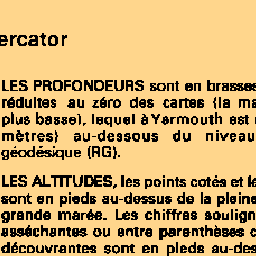 ercator
LES PROFONDEURS sont en brasses
réduites au zéro des cartes (la ma
plus basse), lequel à Yarmouth est
mètres) au-dessous du niveau
géodésique (RG).
LES ALTITUDES, les points cotés et le
sont en pieds au-dessus de la pleine
grande marée. Les chiffres soulign
asséchantes ou entre parenthèses
découvrantes sont en pieds au-des